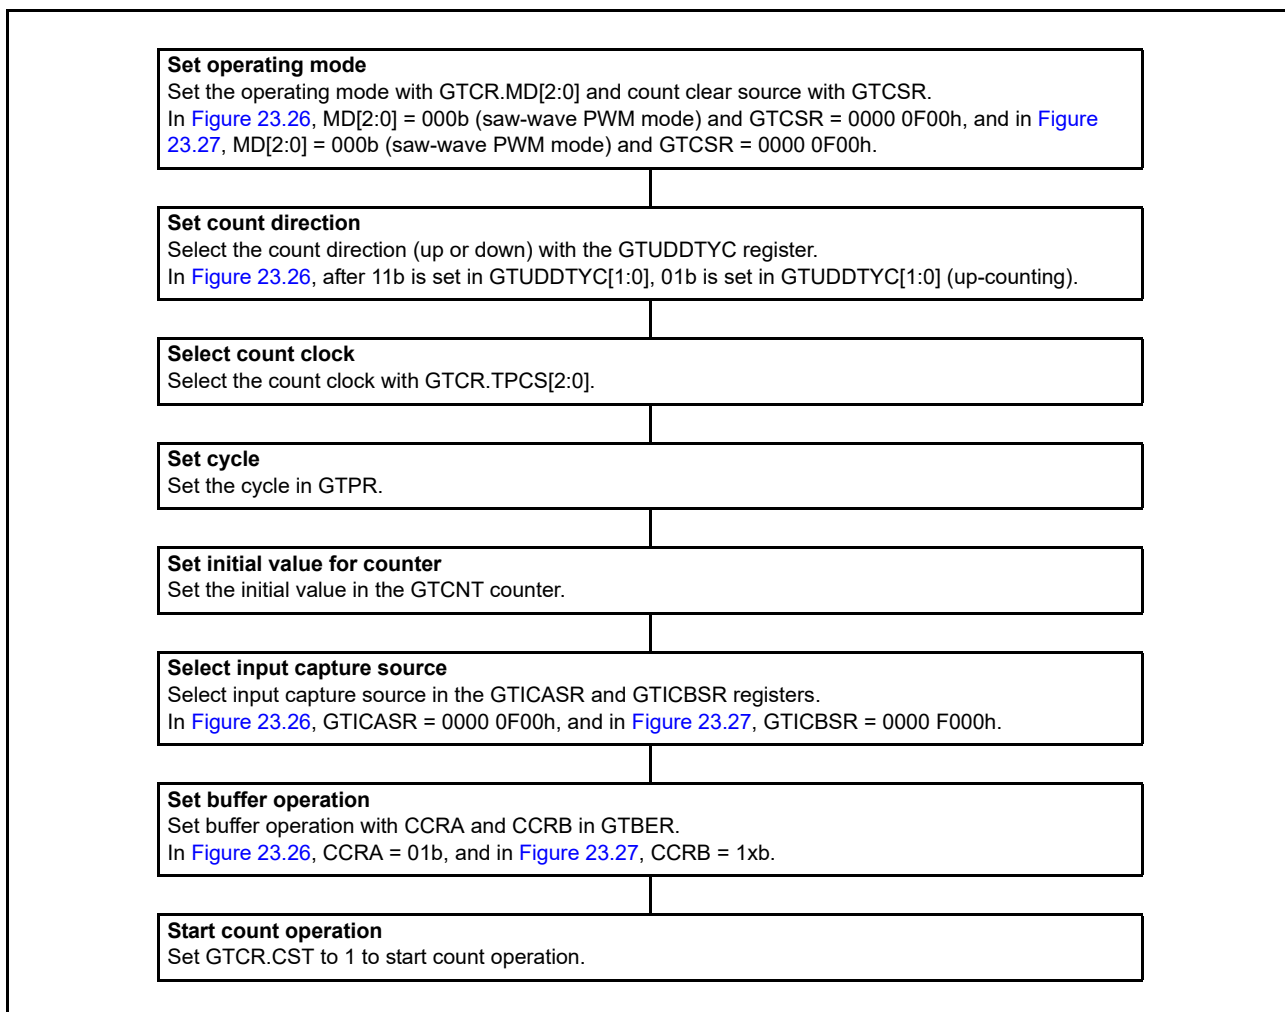 Set operating mode
Set the operating mode with GTCR.MD[2:0] and count clear source with GTCSR.
In Figure 23.26, MD[2:0] = 000b (saw-wave PWM mode) and GTCSR = 0000 0F00h, and in Figure
23.27, MD[2:0] = 000b (saw-wave PWM mode) and GTCSR = 0000 0F00h.
Set count direction
Select the count direction (up or down) with the GTUDDTYC register.
In Figure 23.26, after 11b is set in GTUDDTYC[1:0], 01b is set in GTUDDTYC[1:0] (up-counting).
Select count clock
Select the count clock with GTCR.TPCS[2:0].
Set cycle
Set the cycle in GTPR.
Set initial value for counter
Set the initial value in the GTCNT counter.
Select input capture source
Select input capture source in the GTICASR and GTICBSR registers.
In Figure 23.26, GTICASR = 0000 0F00h, and in Figure 23.27, GTICBSR = 0000 F000h.
Set buffer operation
Set buffer operation with CCRA and CCRB in GTBER.
In Figure 23.26, CCRA = 01b, and in Figure 23.27, CCRB = 1xb.
Start count operation
Set GTCR.CST to 1 to start count operation.